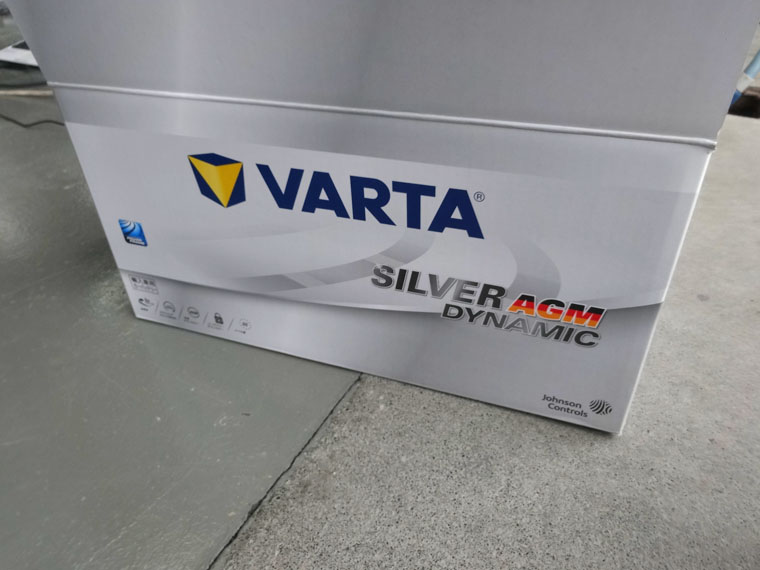 VARTA®
SILVER AGM
DYNAMIC
Johnson
Controls